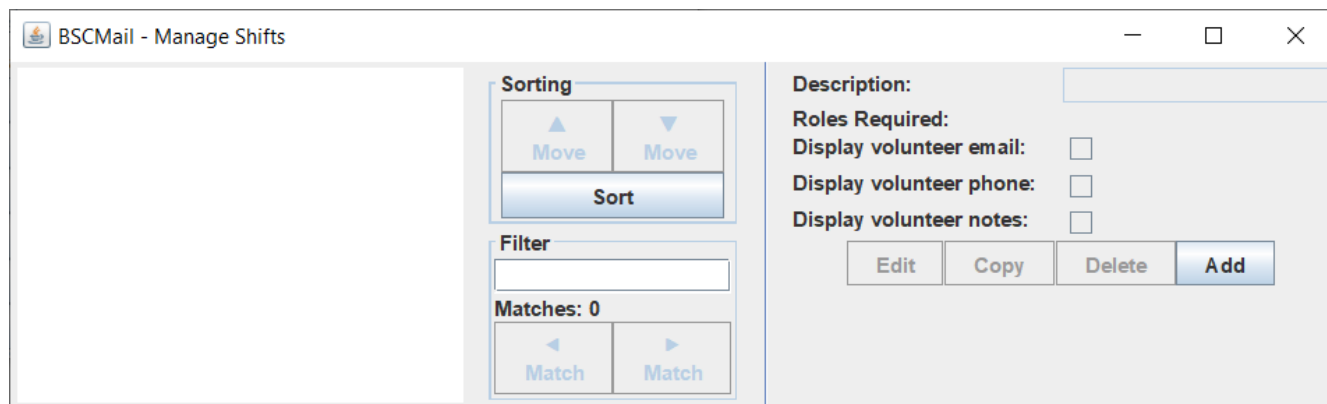 BSCMail - Manage Shifts
Sorting
Move Move
Sort
Filter
Matches: 0
Match Match
Description:
Roles Required:
Display volunteer email:
Display volunteer phone:
Display volunteer notes:
Edit Copy Delete Add